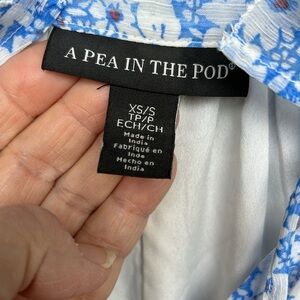 A PEA IN THE POD®
XS/S
TP/P
ECH/CH
Made in
India
Fabriqué en
Inde
Hecho en
India